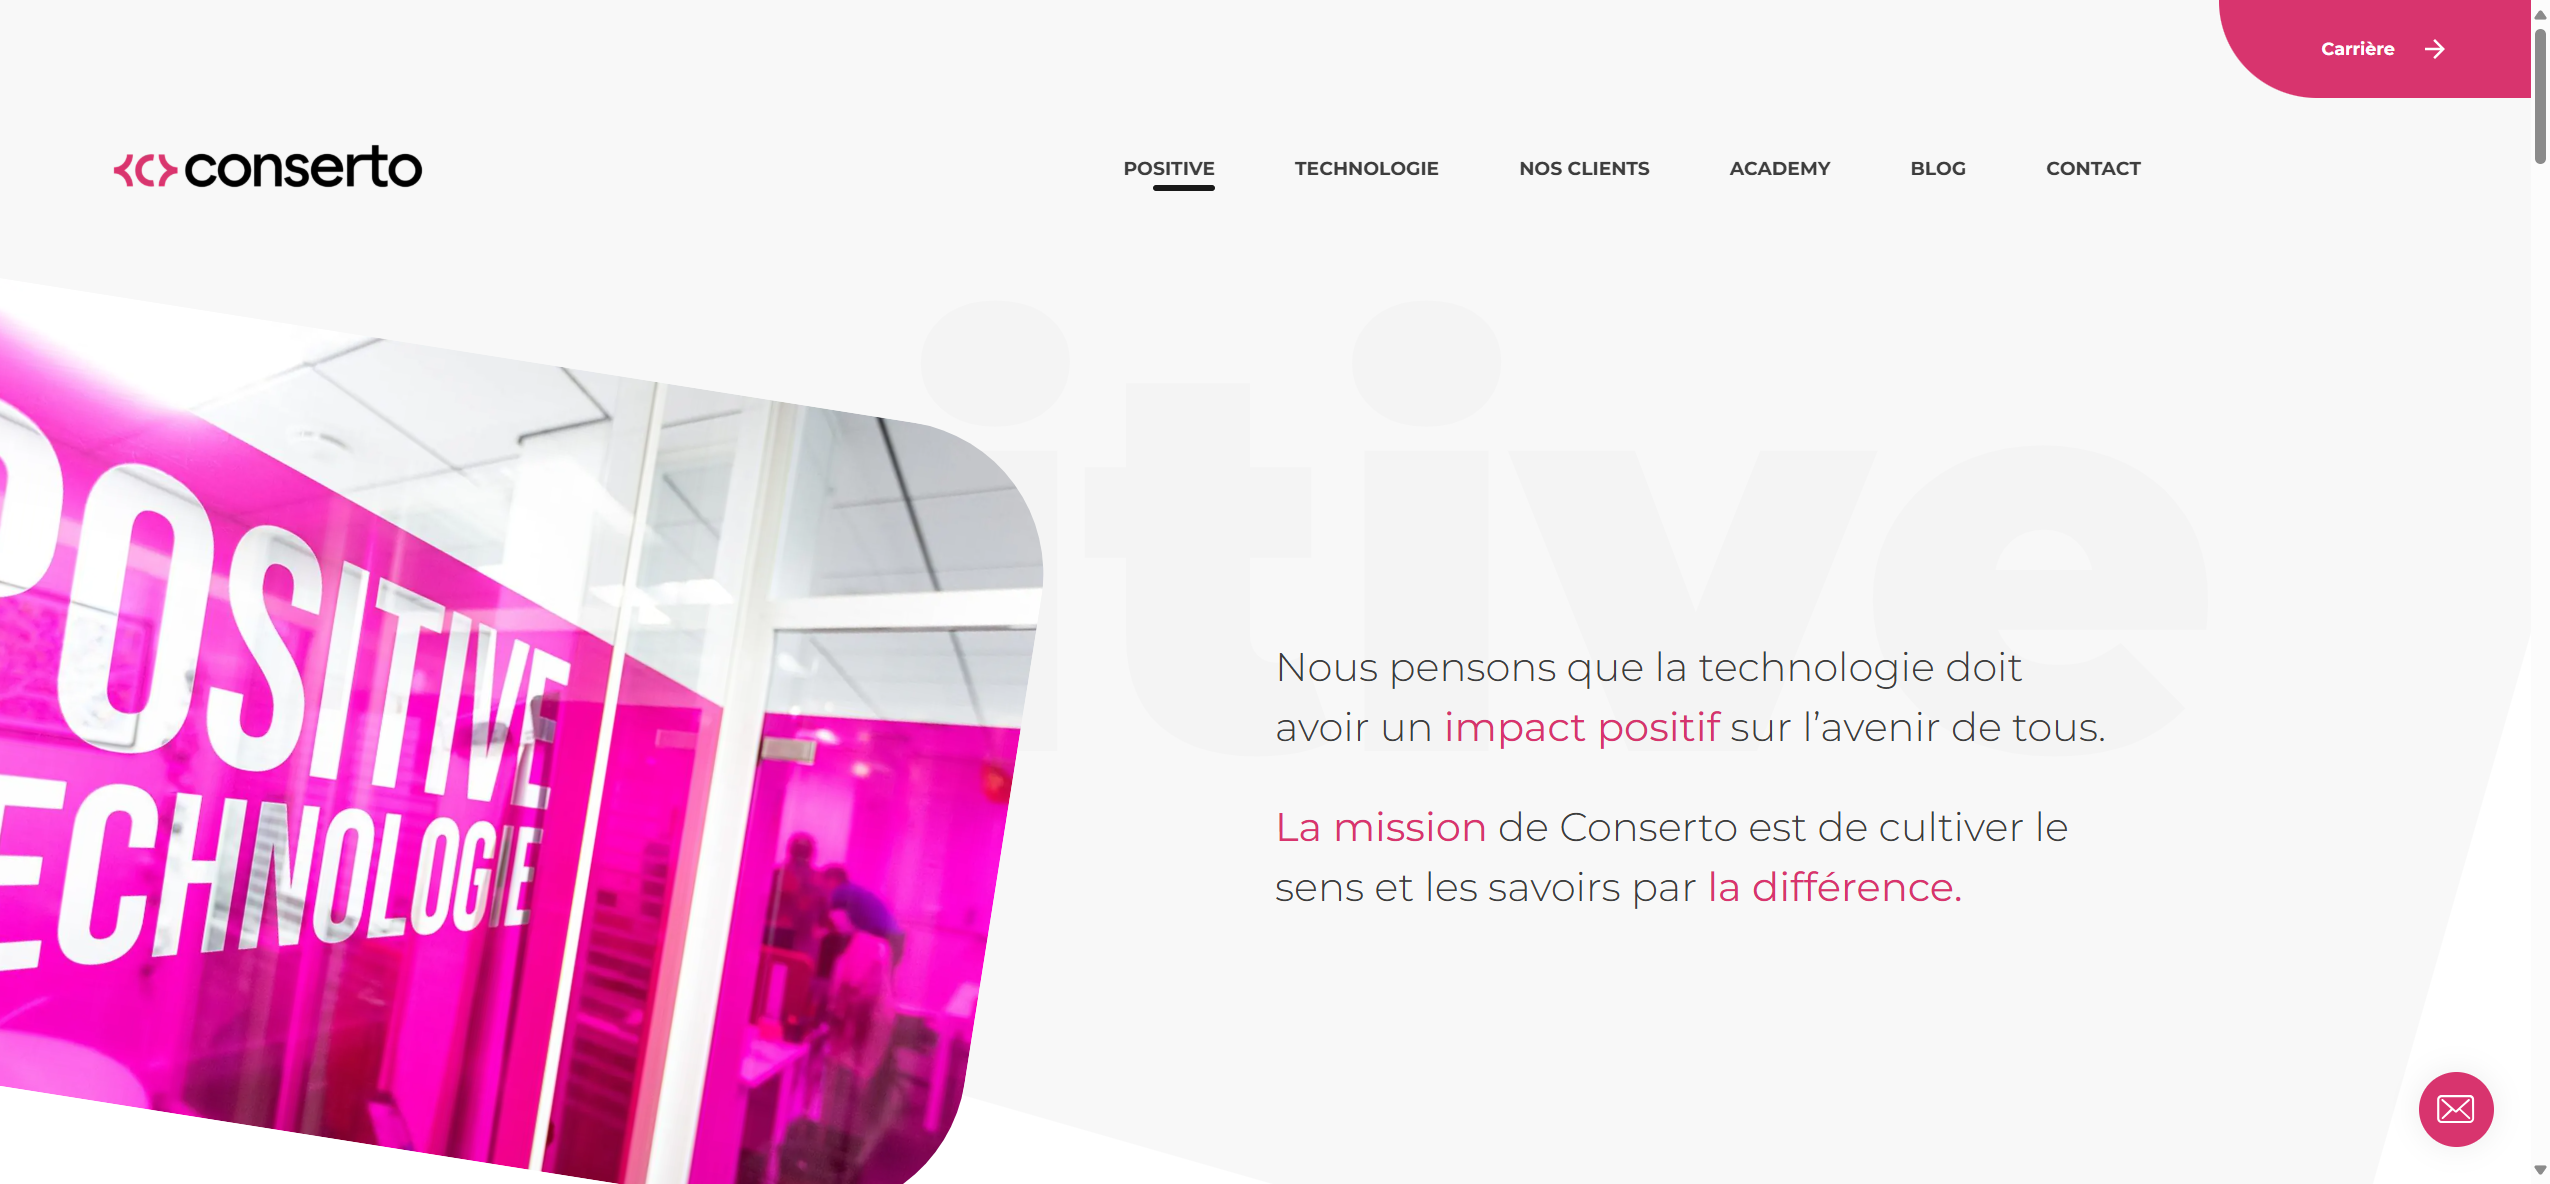 Carrière
conserto
POSITIVE
TECHNOLOGIE
NOS CLIENTS
ACADEMY
BLOG
CONTACT
itive
POSITIVE
ECHNOLOGIE
Nous pensons que la technologie doit
avoir un impact positif sur l’avenir de tous.
La mission de Conserto est de cultiver le
sens et les savoirs par la différence.